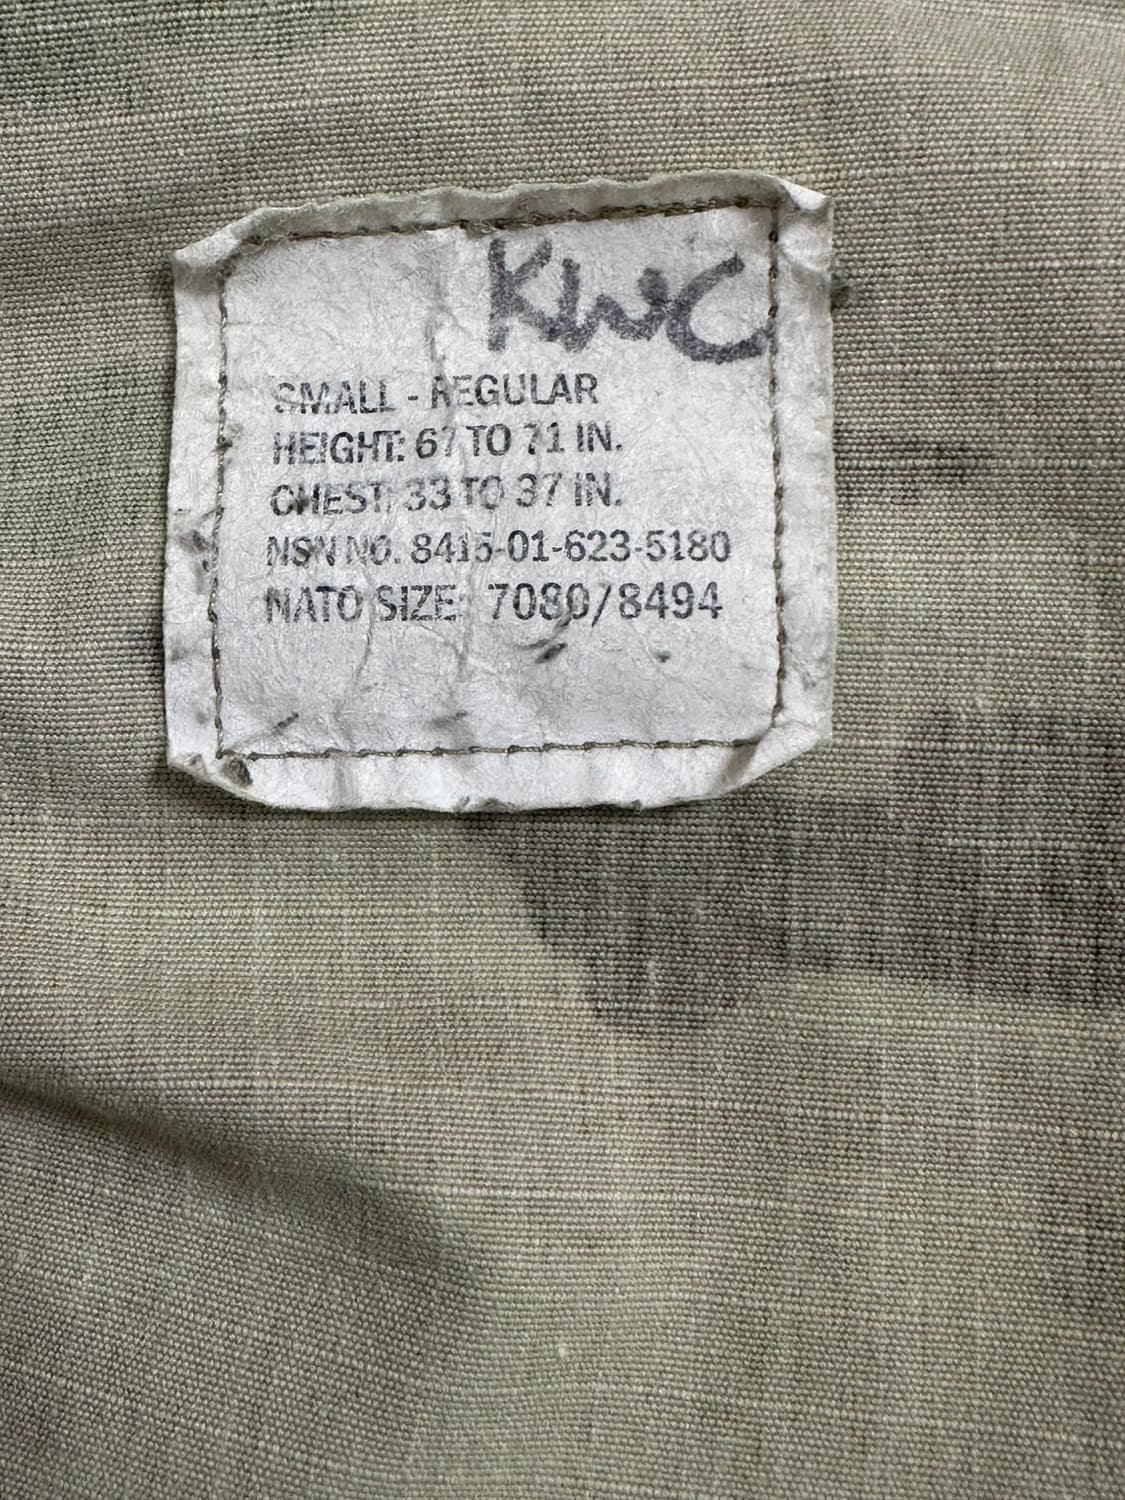 KWC
SMALL - REGULAR
HEIGHT: 67 TO 71 IN.
CHEST: 33 TO 37 IN.
NSN NO. 8415-01-623-5180
NATO SIZE: 7080/8494